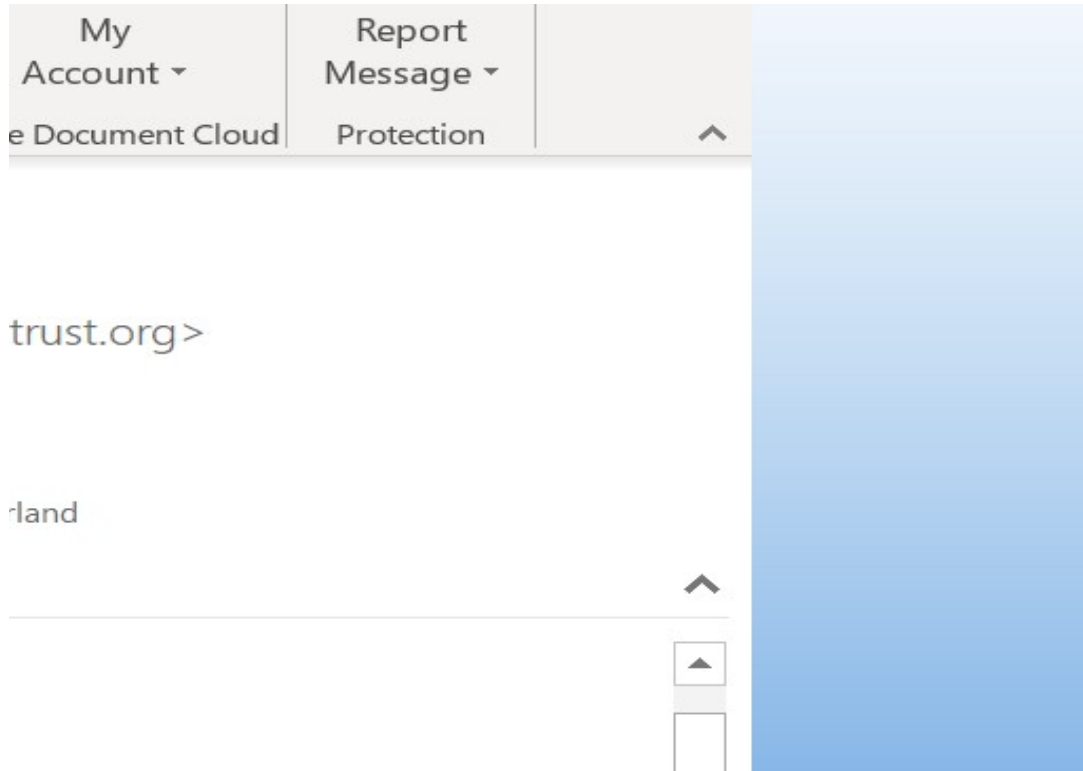 My
Account
Report
Message
e Document Cloud
Protection
trust.org>
rland